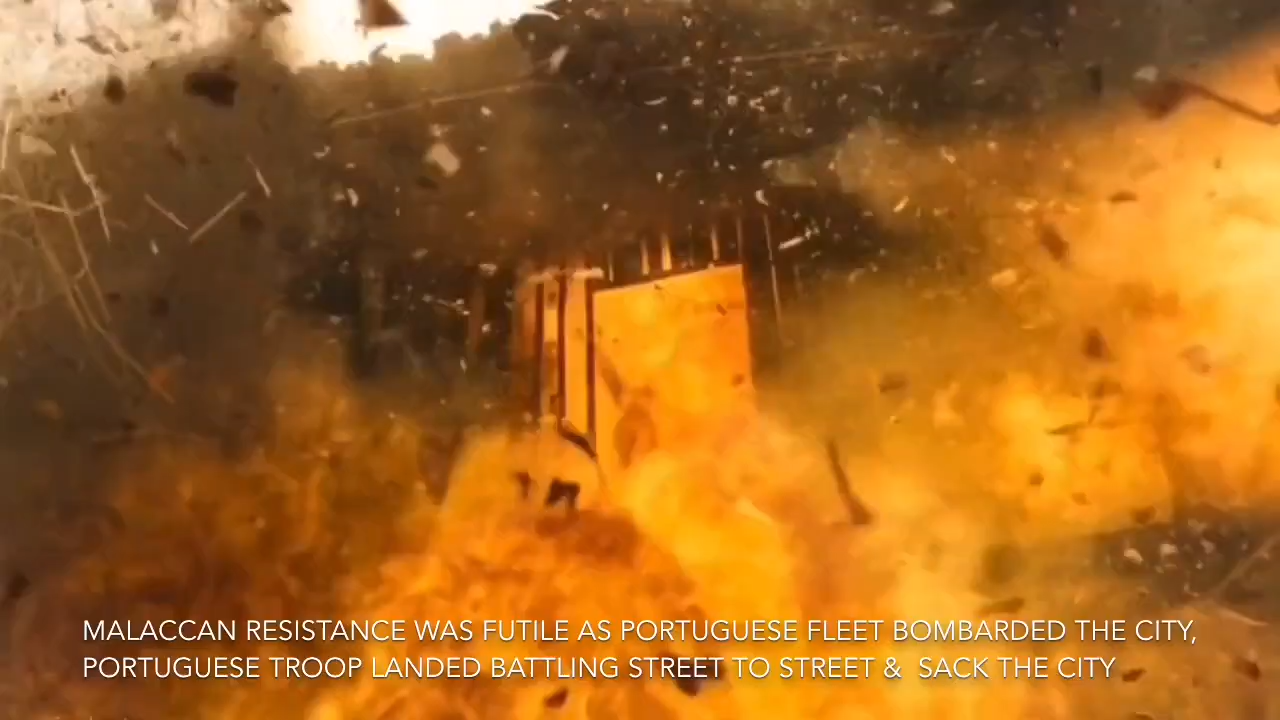 MALACCAN RESISTANCE WAS FUTILE AS PORTUGUESE FLEET BOMBARDED THE CITY,
PORTUGUESE TROOP LANDED BATTLING STREET TO STREET &  SACK THE CITY